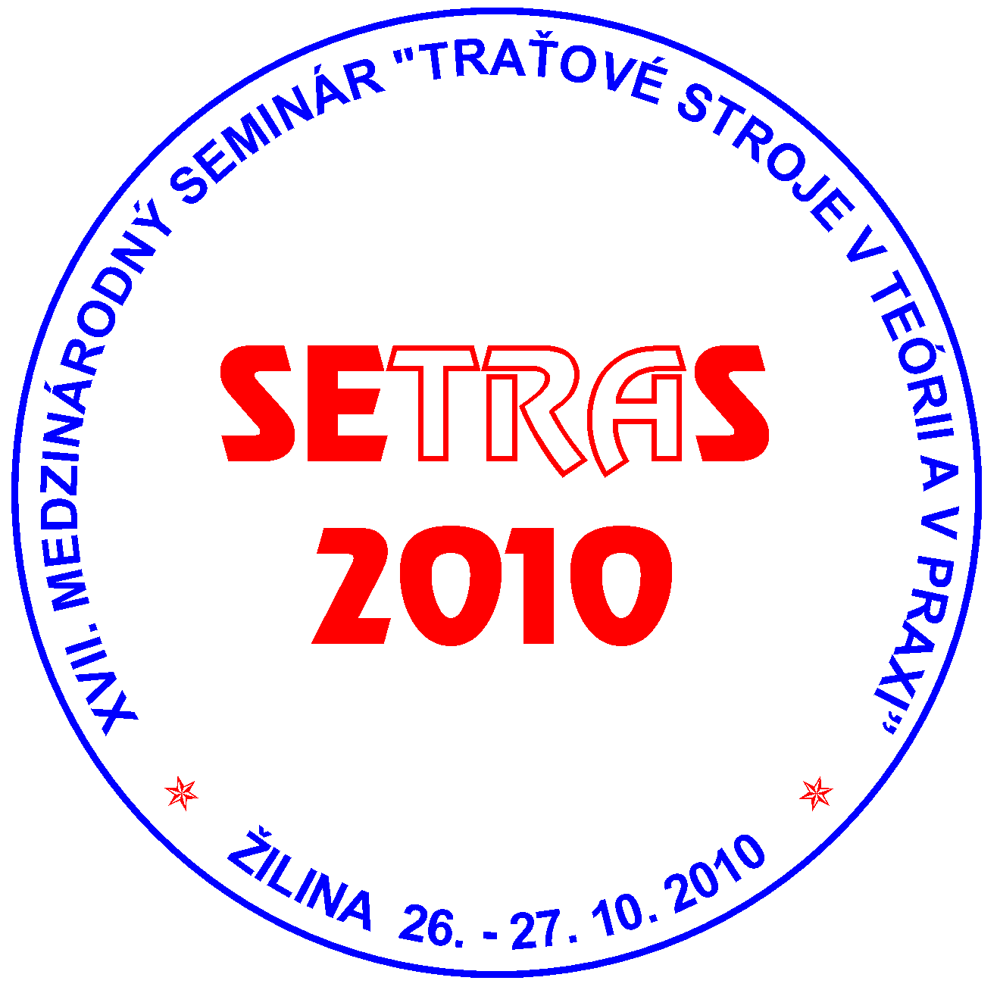 XVII. MEDZINÁRODNÝ SEMINÁR "TRAŤOVÉ STROJE V TEÓRII A V PRAXI“
SETRAS
2010
ŽILINA 26. - 27. 10. 2010